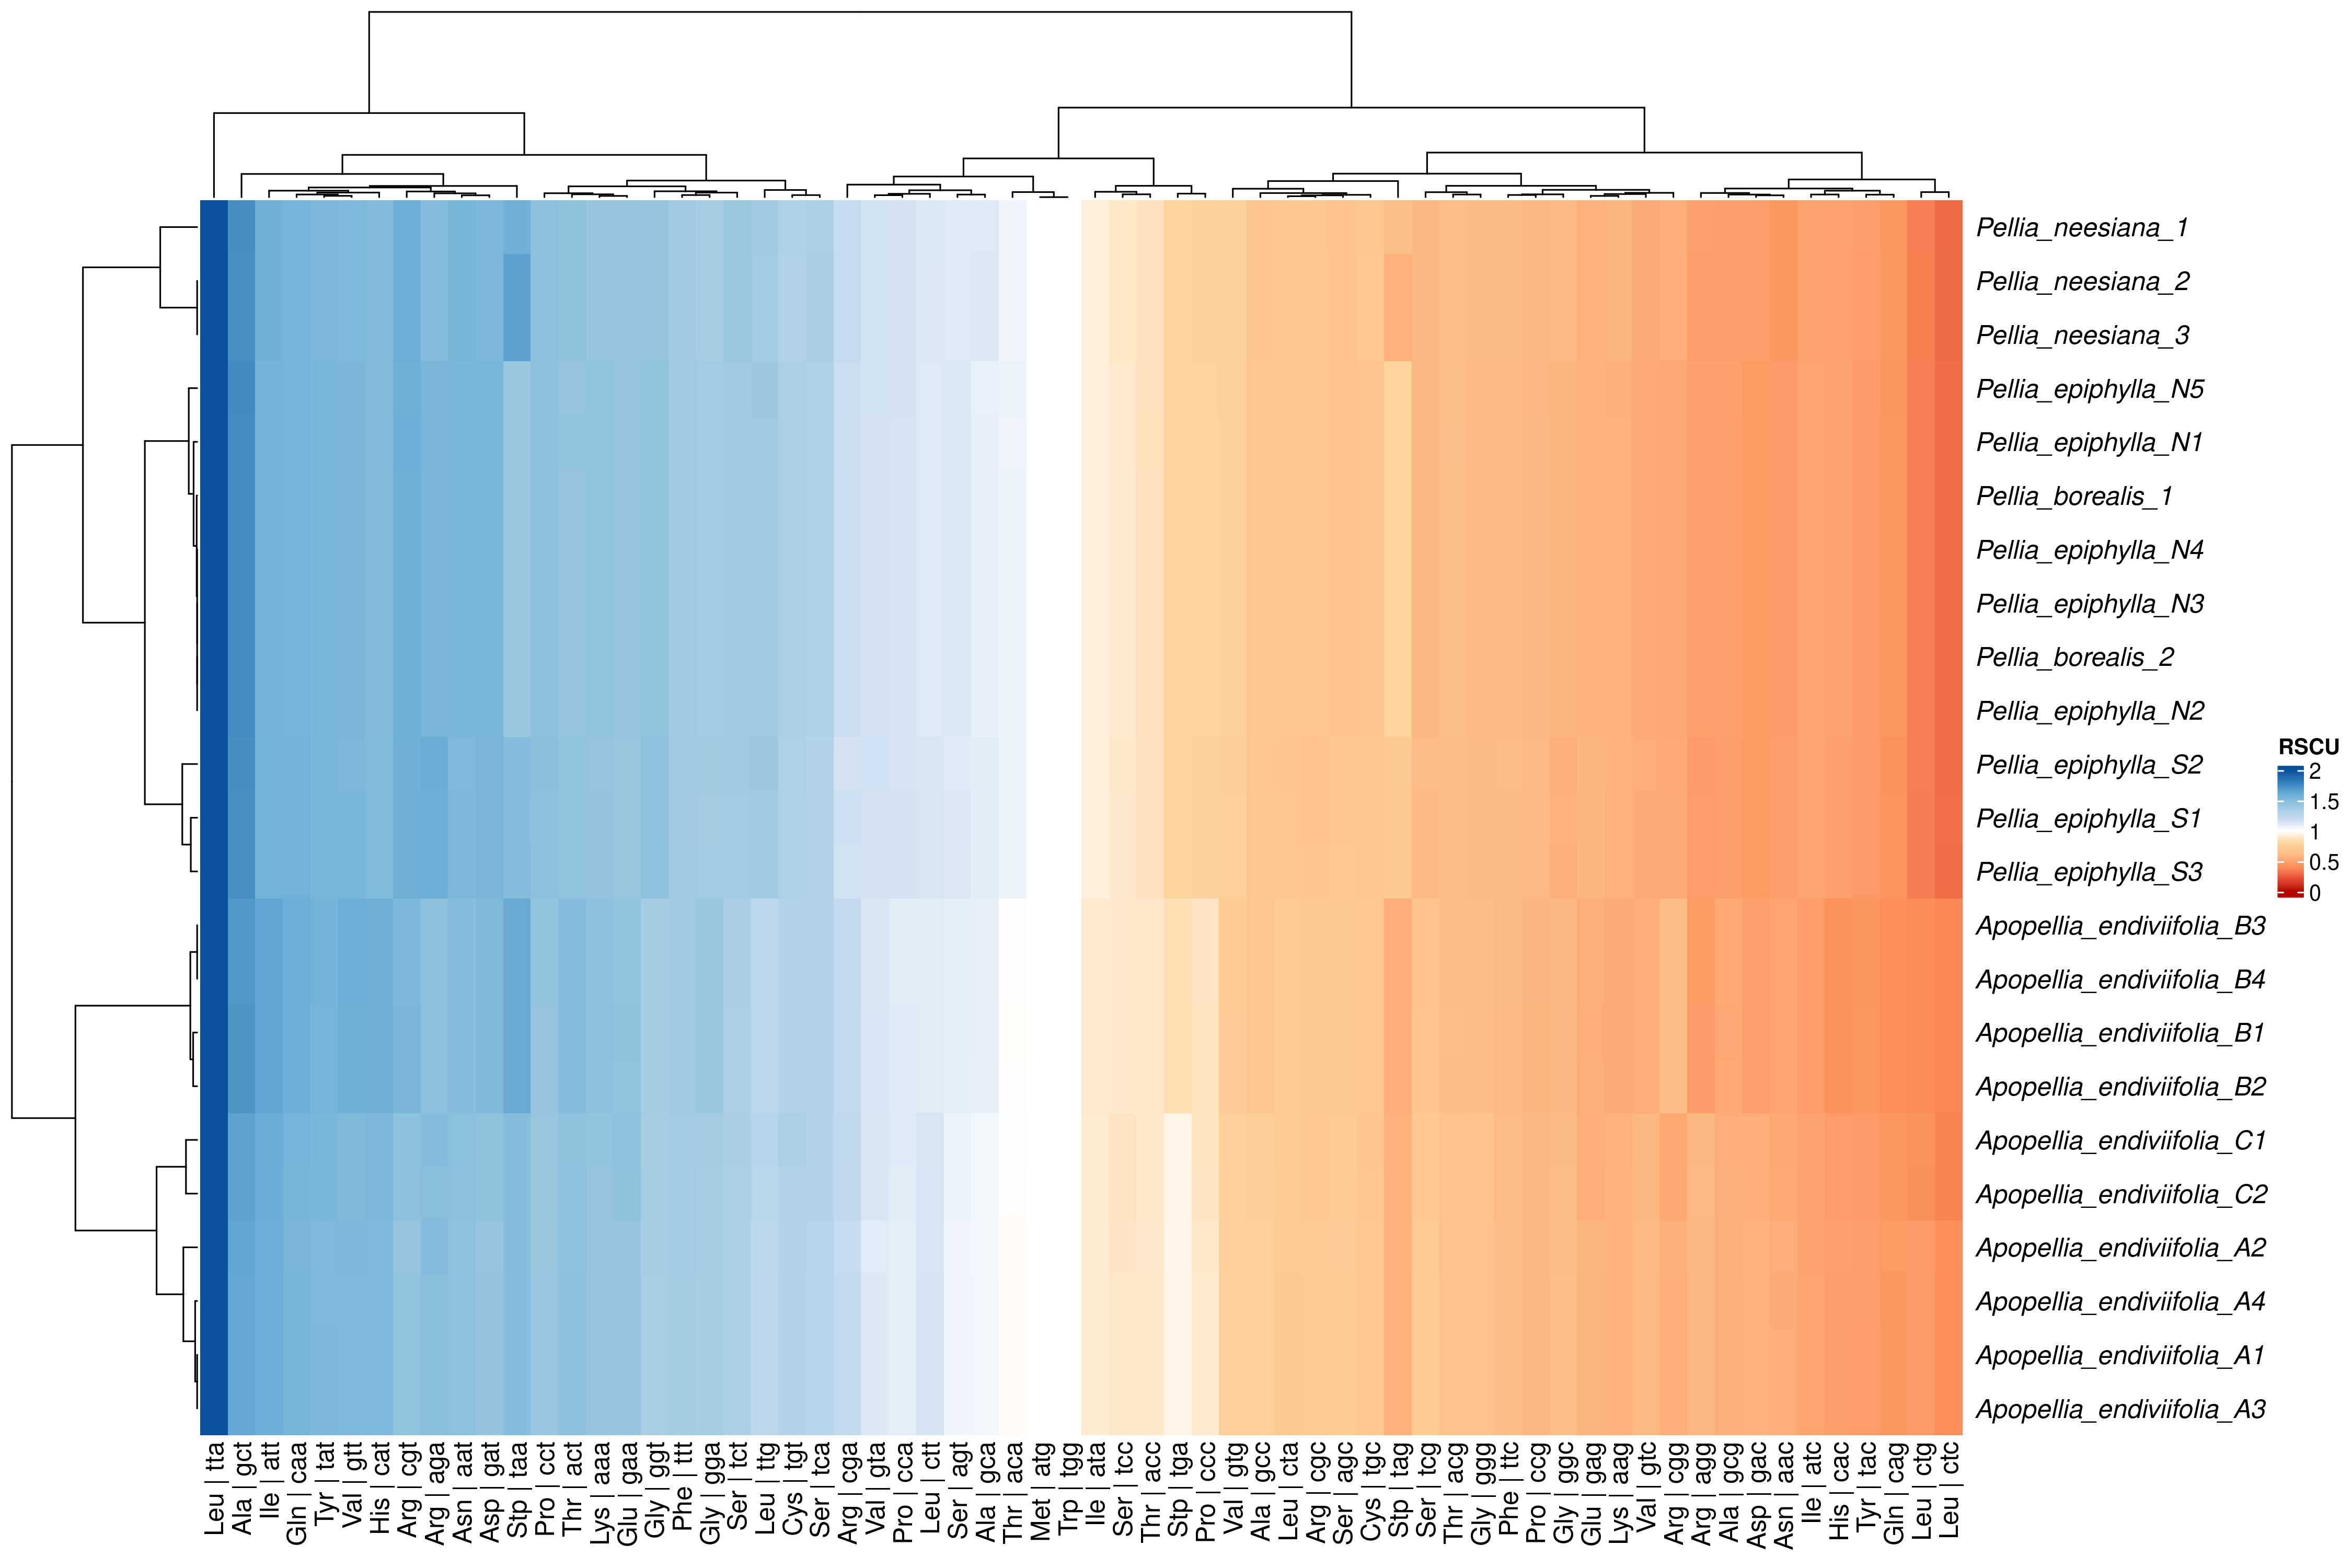 Pellia_neesiana_1
Pellia_neesiana_2
Pellia_neesiana_3
Pellia_epiphylla_N5
Pellia_epiphylla_N1
Pellia_borealis_1
Pellia_epiphylla_N4
Pellia_epiphylla_N3
Pellia_borealis_2
Pellia_epiphylla_N2
Pellia_epiphylla_S2
Pellia_epiphylla_S1
Pellia_epiphylla_S3
Apopellia_endiviifolia_B3
Apopellia_endiviifolia_B4
Apopellia_endiviifolia_B1
Apopellia_endiviifolia_B2
Apopellia_endiviifolia_C1
Apopellia_endiviifolia_C2
Apopellia_endiviifolia_A2
Apopellia_endiviifolia_A4
Apopellia_endiviifolia_A1
Apopellia_endiviifolia_A3
RSCU
2
1.5
1
0.5
0
Leu | tta
Ala | gct
Ile | att
Gln | caa
Tyr | tat
Val | gtt
His | cat
Arg | cgt
Arg | aga
Asn | aat
Asp | gat
Stp | taa
Pro | cct
Thr | act
Lys | aaa
Glu | gaa
Gly | ggt
Phe | ttt
Gly | gga
Ser | tct
Leu | ttg
Cys | tgt
Ser | tca
Arg | cga
Val | gta
Pro | cca
Leu | ctt
Ser | agt
Ala | gca
Thr | aca
Met | atg
Trp | tgg
Ile | ata
Ser | tcc
Thr | acc
Stp | tga
Pro | ccc
Val | gtg
Ala | gcc
Leu | cta
Arg | cgc
Ser | agc
Cys | tgc
Stp | tag
Ser | tcg
Thr | acg
Gly | ggg
Phe | ttc
Pro | ccg
Gly | ggc
Glu | gag
Lys | aag
Val | gtc
Arg | cgg
Arg | agg
Ala | gcg
Asp | gac
Asn | aac
Ile | atc
His | cac
Tyr | tac
Gln | cag
Leu | ctg
Leu | ctc